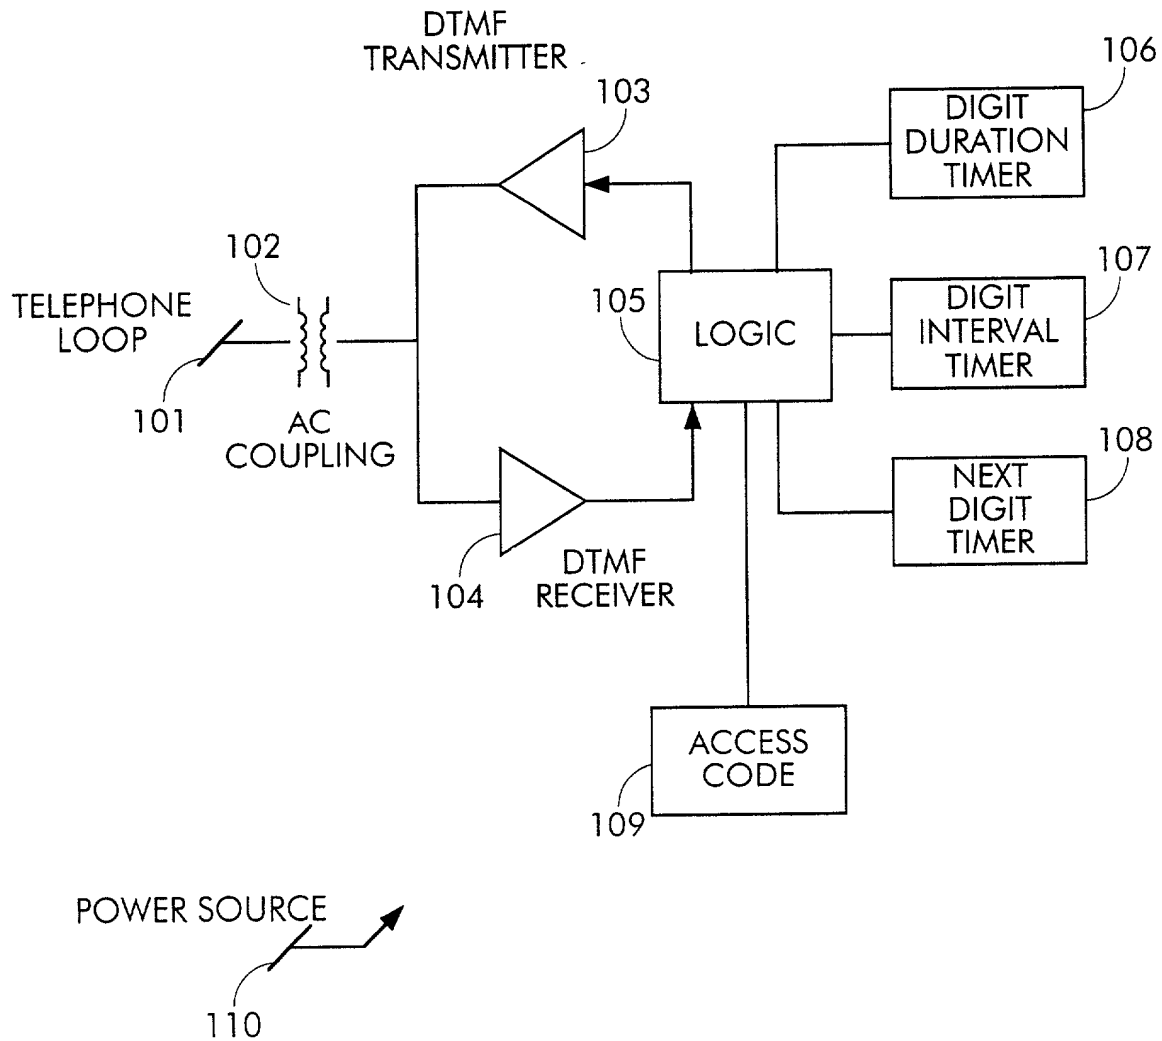 DTMF
TRANSMITTER
103
106
DIGIT
DURATION
TIMER
102
107
TELEPHONE
LOOP
105
LOGIC
DIGIT
INTERVAL
TIMER
101
AC
COUPLING
108
NEXT
DIGIT
TIMER
104
DTMF
RECEIVER
ACCESS
CODE
109
POWER SOURCE
110